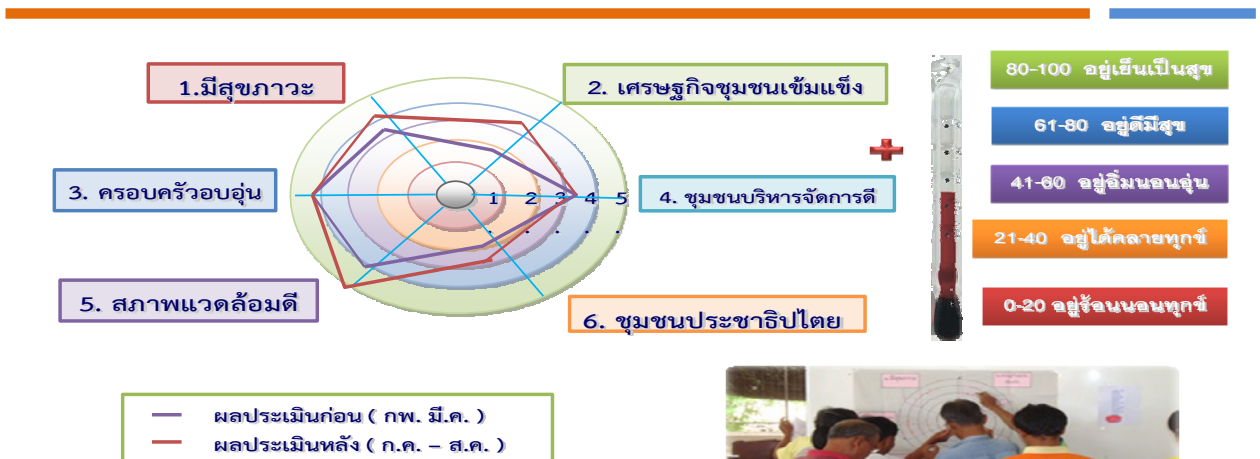 1.มีสุขภาวะ
2. เศรษฐกิจชุมชนเข้มแข็ง
3. ครอบครัวอบอุ่น
1 2 3 4 5
. . . . .
4. ชุมชนบริหารจัดการดี
5. สภาพแวดล้อมดี
6. ชุมชนประชาธิปไตย
80-100 อยู่เย็นเป็นสุข
61-80 อยู่ดีมีสุข
41-60 อยู่อิ่มนอนอุ่น
21-40 อยู่ได้คลายทุกข์
0-20 อยู่ร้อนนอนทุกข์
ผลประเมินก่อน ( กพ. มี.ค. )
ผลประเมินหลัง ( ก.ค. – ส.ค. )